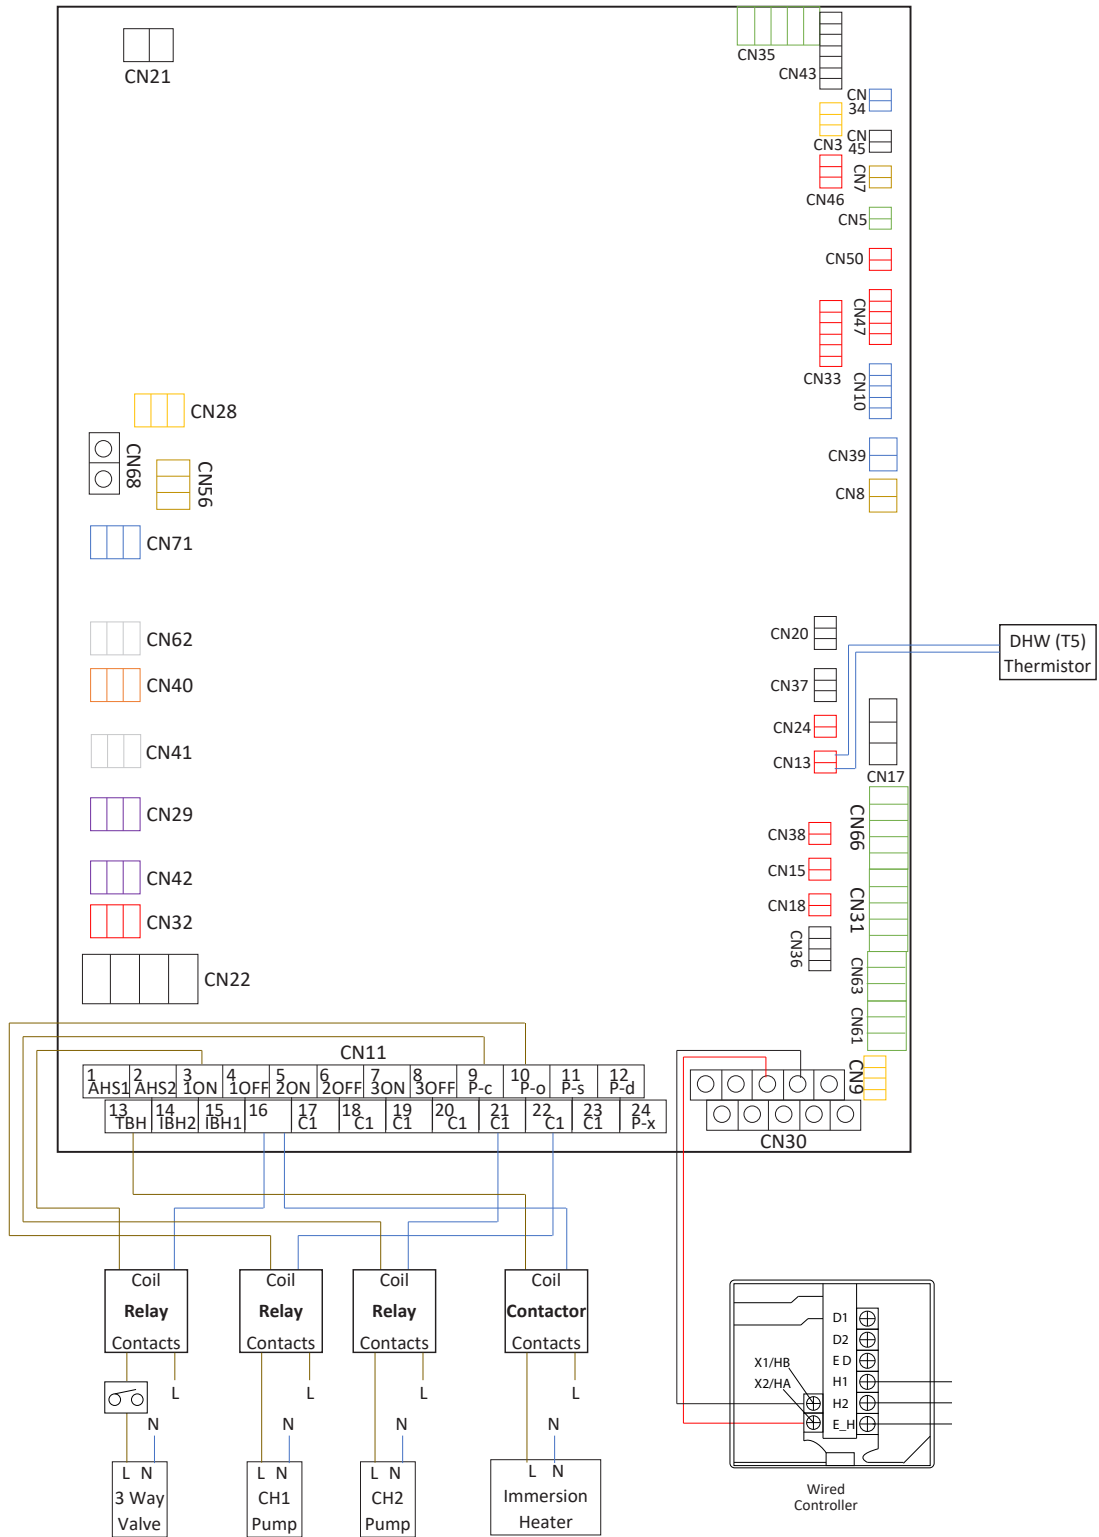 CN21
CN35
CN43
CN
34
CN3
CN
45
CN7
CN46
CN5
CN50
CN47
CN33
CN10
CN28
CN68
CN56
CN39
CN8
CN71
CN62
CN40
CN41
CN29
CN42
CN32
CN22
CN20
CN37
CN24
CN13
CN17
DHW (T5)
Thermistor
CN66
CN38
CN15
CN31
CN18
CN36
CN63
CN61
CN9
CN11
1 2 3 4 5 6 7 8 9 10 11 12
AHS1 AHS2 1ON 1OFF 2ON 2OFF 3ON 3OFF P-c P-o P-s P-d
13 14 15 16 17 18 19 20 21 22 23 24
TBH IBH2 IBH1 C1 C1 C1 C1 C1 C1 C1 P-x
CN30
Coil
Relay
Contacts
L
N
L N
3 Way
Valve
Coil
Relay
Contacts
L
N
L N
CH1
Pump
Coil
Relay
Contacts
L
N
L N
CH2
Pump
Coil
Contactor
Contacts
L
N
L N
Immersion
Heater
D1
D2
E D
X1/HB
H1
X2/HA
H2
E_H
Wired
Controller